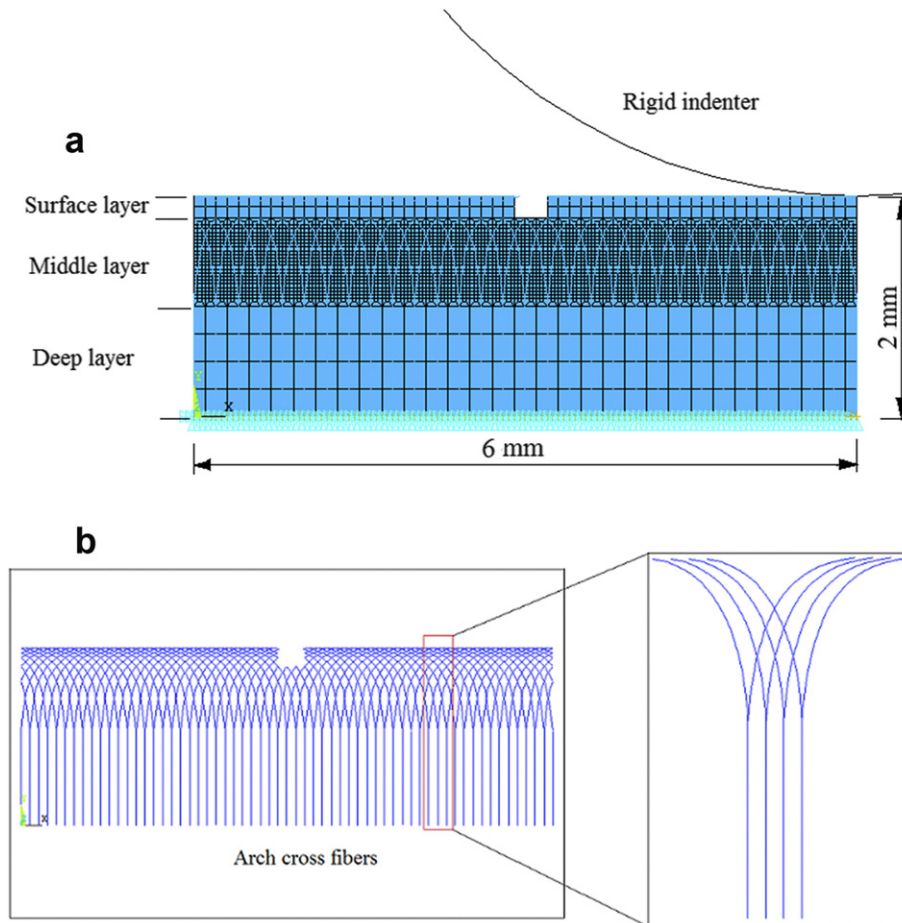 Rigid indenter
a
Surface layer
Middle layer
Deep layer
Y
X
2 mm
6 mm
b
Y
X
Arch cross fibers